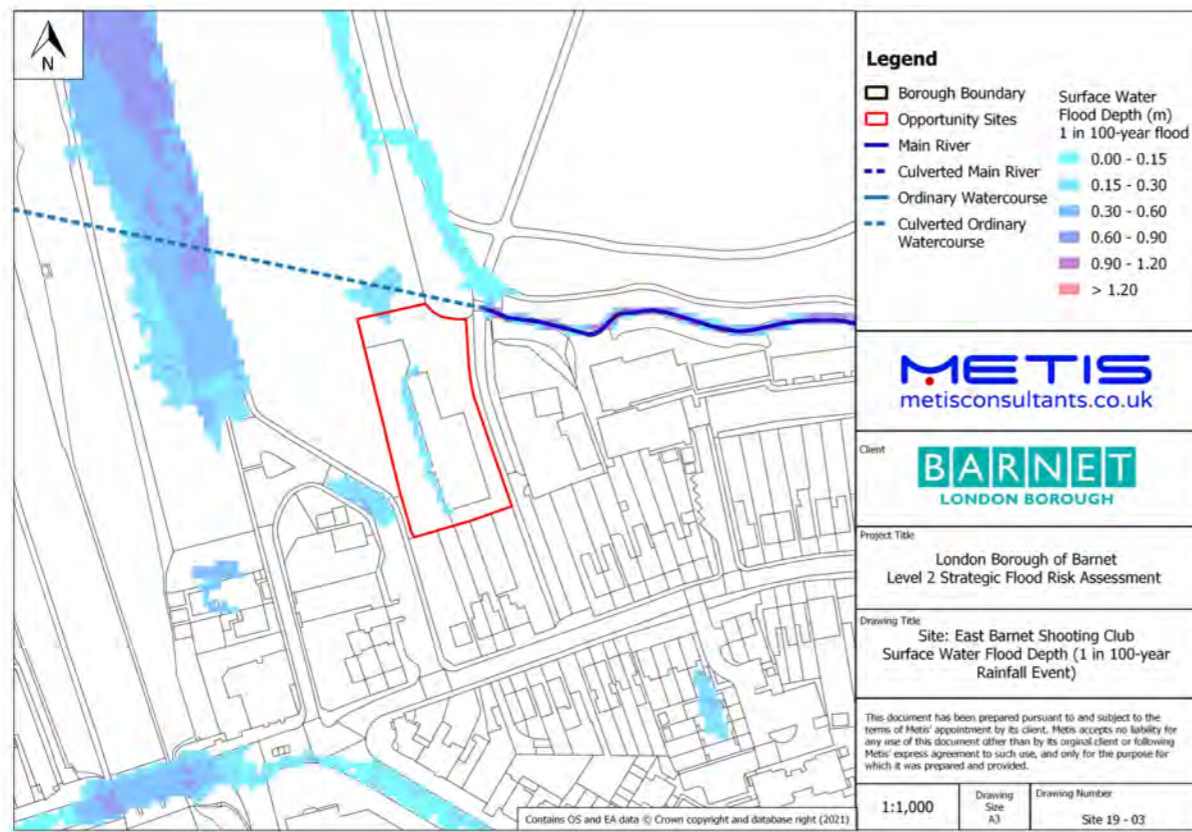 N
Legend
Borough Boundary
Opportunity Sites
Main River
Culverted Main River
Ordinary Watercourse
Culverted Ordinary
Watercourse
Surface Water
Flood Depth (m)
1 in 100-year flood
0.00 - 0.15
0.15 - 0.30
0.30 - 0.60
0.60 - 0.90
0.90 - 1.20
> 1.20
METIS
metisconsultants.co.uk
Client
BARNET
LONDON BOROUGH
Project Title
London Borough of Barnet
Level 2 Strategic Flood Risk Assessment
Drawing Title
Site: East Barnet Shooting Club
Surface Water Flood Depth (1 in 100-year
Rainfall Event)
This document has been prepared pursuant to and subject to the
terms of Metis' appointment by its client. Metis accepts no liability for
any use of this document other than by its orginal client or following
Metis' express agreement to such use, and only for the purpose for
which it was prepared and provided.
1:1,000
Drawing
Size
A3
Drawing Number
Site 19 - 03
Contains OS and EA data © Crown copyright and database right (2021)